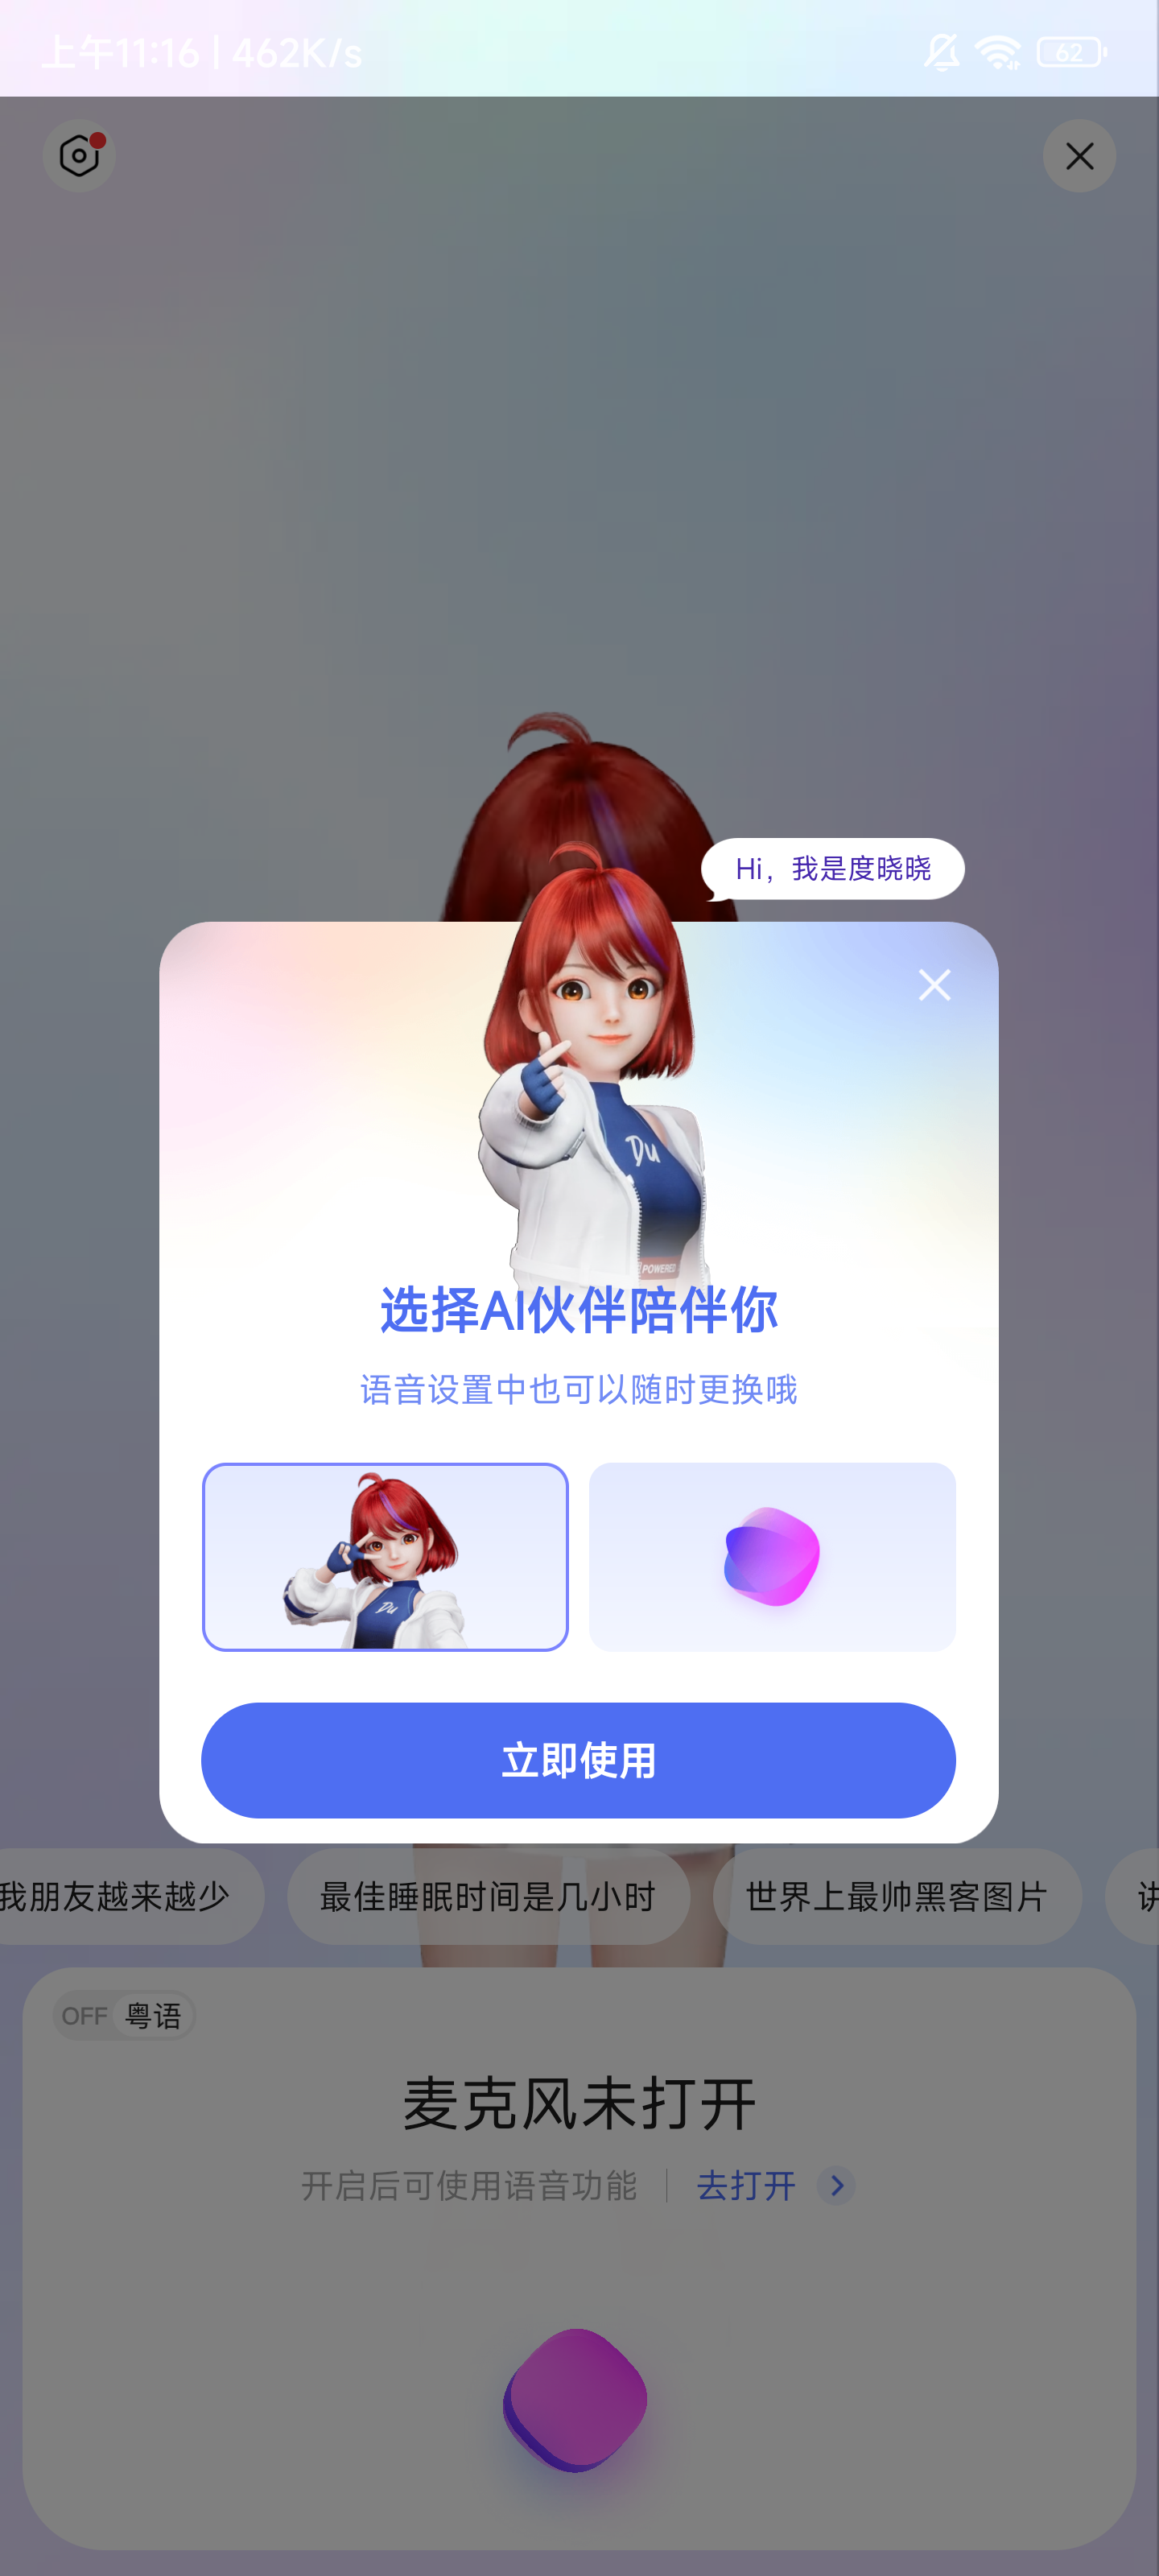 上午11:16 | 462K/s
62
Hi，我是度晓晓
Du
POWERED
选择AI伙伴陪伴你
语音设置中也可以随时更换哦
Du
立即使用
我朋友越来越少
最佳睡眠时间是几小时
世界上最帅黑客图片
讲
OFF 粤语
麦克风未打开
开启后可使用语音功能 | 去打开